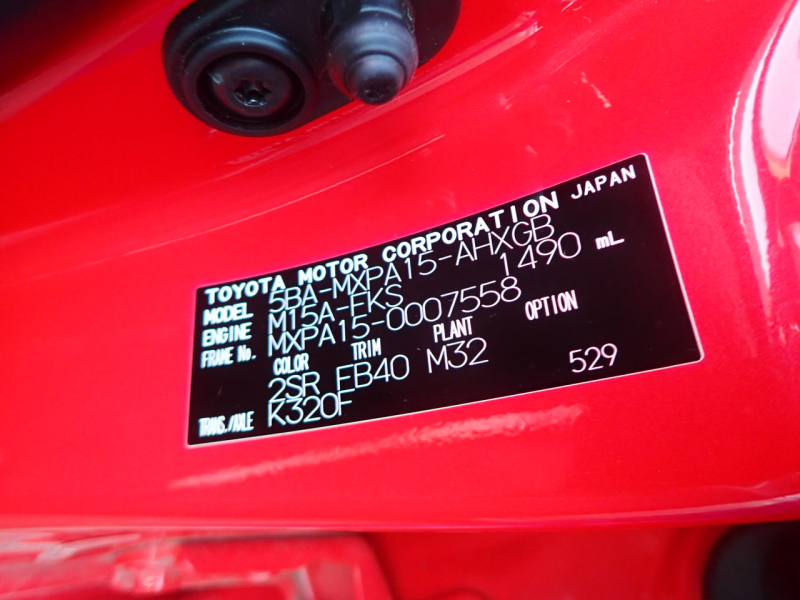 TOYOTA MOTOR CORPORATION JAPAN
MODEL 5BA-MXPA15-AHXGB
ENGINE M15A-FKS 1490 mL
FRAME No. MXPA15-0007558
COLOR TRIM PLANT OPTION
2SR FB40 M32
TRANS./AXLE K320F 529